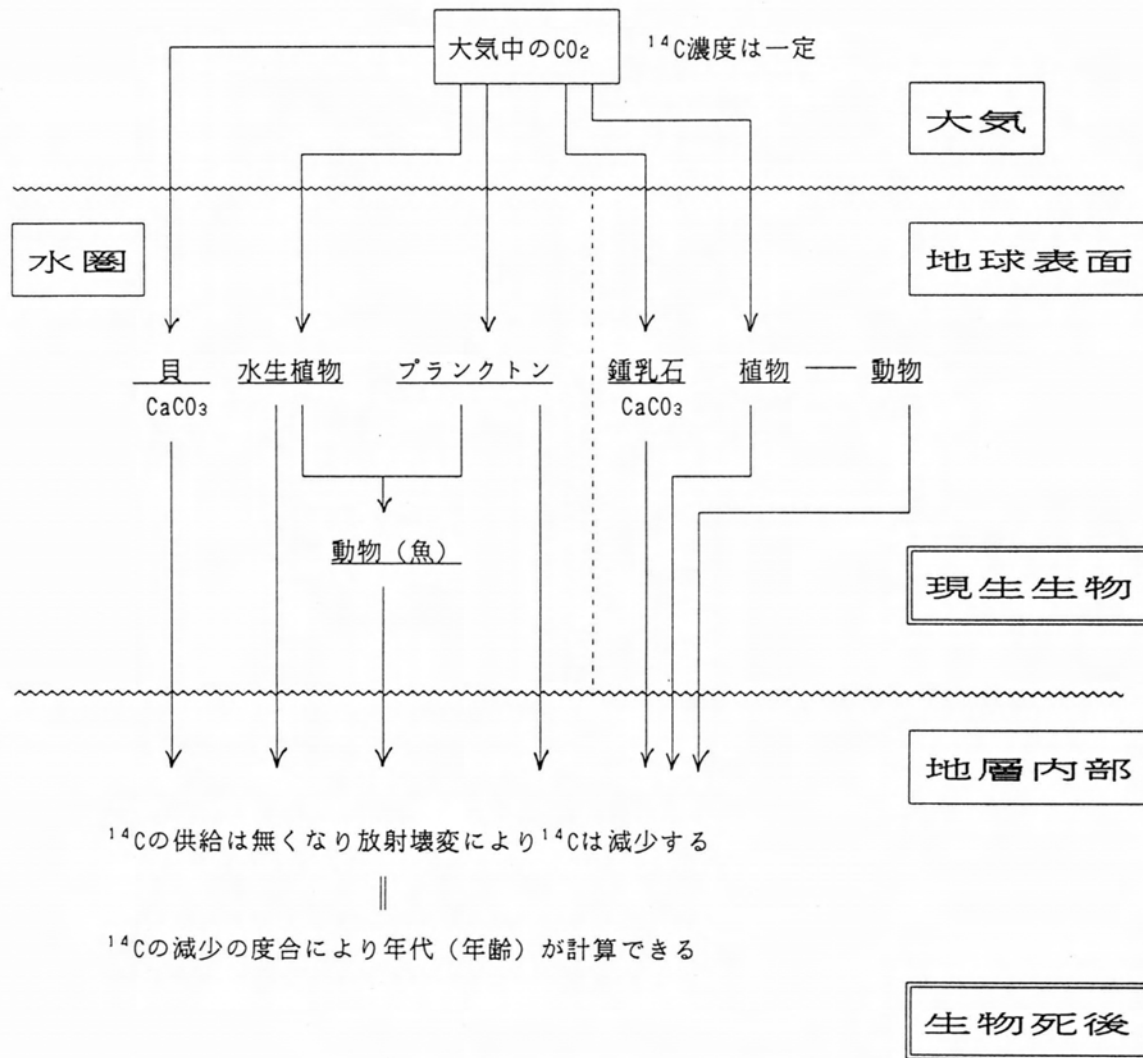 大気中のCO₂　¹⁴C濃度は一定
大気
水圏
地球表面
貝　水生植物　プランクトン　鍾乳石　植物　動物
CaCO₃　CaCO₃
動物（魚）
現生生物
地層内部
¹⁴Cの供給は無くなり放射壊変により¹⁴Cは減少する
¹⁴Cの減少の度合により年代（年齢）が計算できる
生物死後